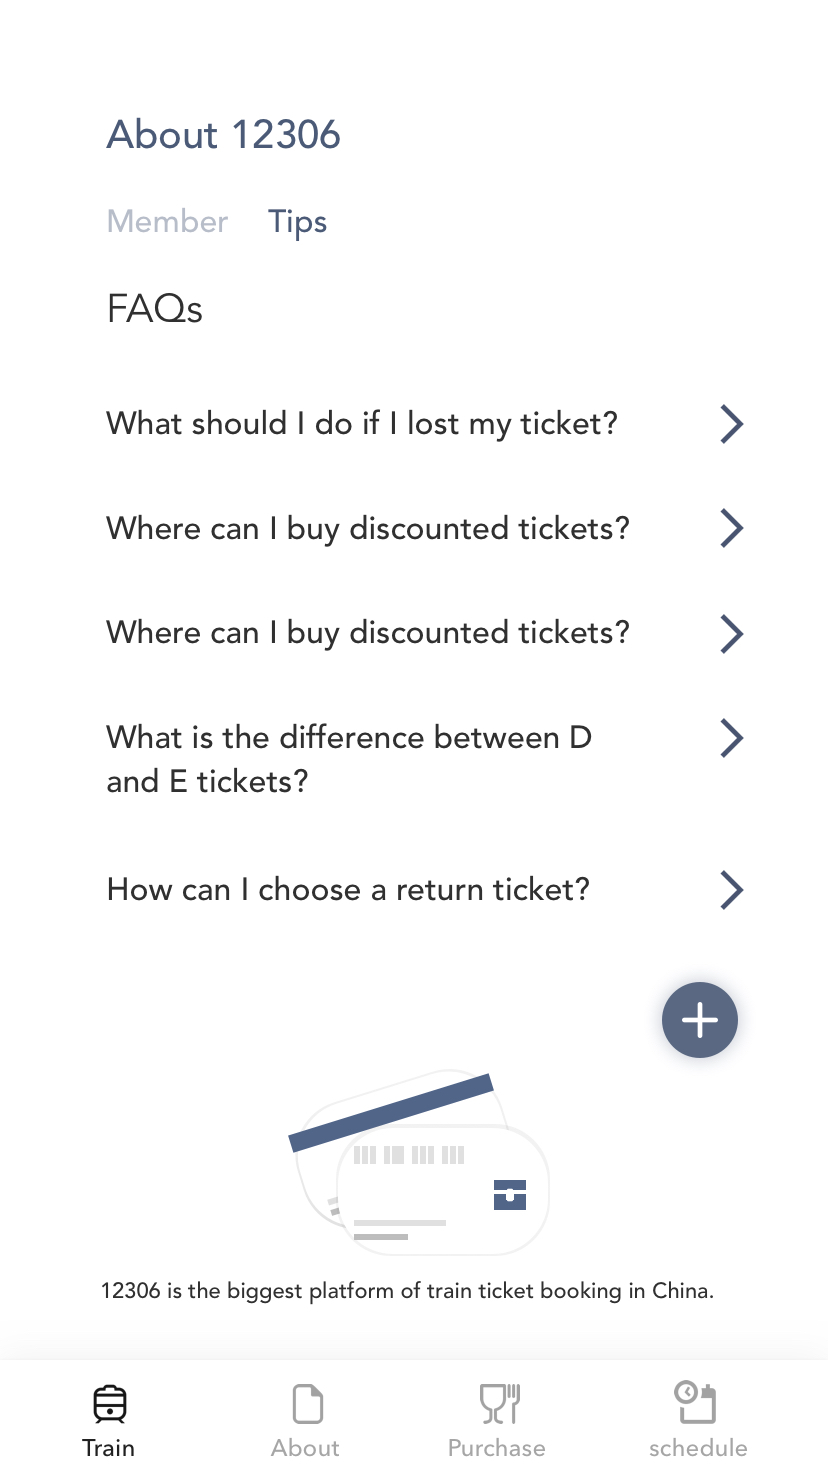 About 12306
Member Tips
FAQs
What should I do if I lost my ticket?
Where can I buy discounted tickets?
Where can I buy discounted tickets?
What is the difference between D
and E tickets?
How can I choose a return ticket?
12306 is the biggest platform of train ticket booking in China.
Train About Purchase schedule